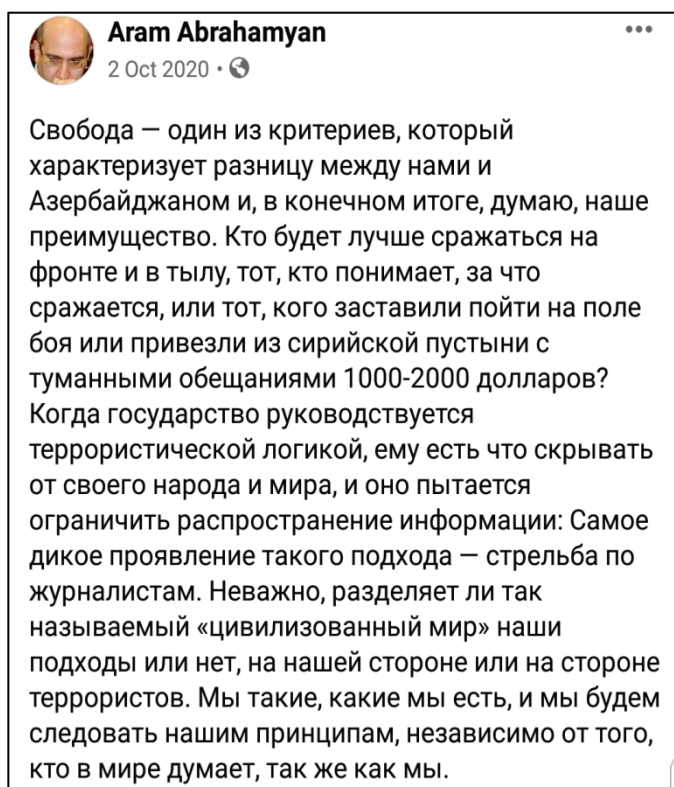 Aram Abrahamyan
2 Oct 2020 ·
Свобода — один из критериев, который
характеризует разницу между нами и
Азербайджаном и, в конечном итоге, думаю, наше
преимущество. Кто будет лучше сражаться на
фронте и в тылу, тот, кто понимает, за что
сражается, или тот, кого заставили пойти на поле
боя или привезли из сирийской пустыни с
туманными обещаниями 1000-2000 долларов?
Когда государство руководствуется
террористической логикой, ему есть что скрывать
от своего народа и мира, и оно пытается
ограничить распространение информации: Самое
дикое проявление такого подхода — стрельба по
журналистам. Неважно, разделяет ли так
называемый «цивилизованный мир» наши
подходы или нет, на нашей стороне или на стороне
террористов. Мы такие, какие мы есть, и мы будем
следовать нашим принципам, независимо от того,
кто в мире думает, так же как мы.